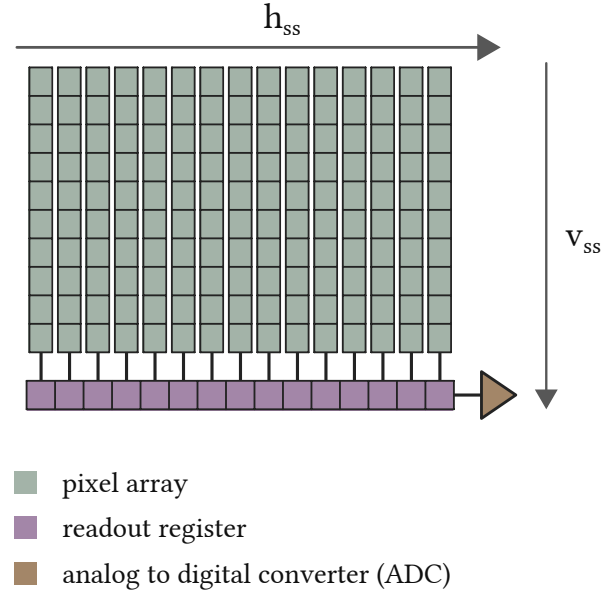 h_ss
v_ss
pixel array
readout register
analog to digital converter (ADC)